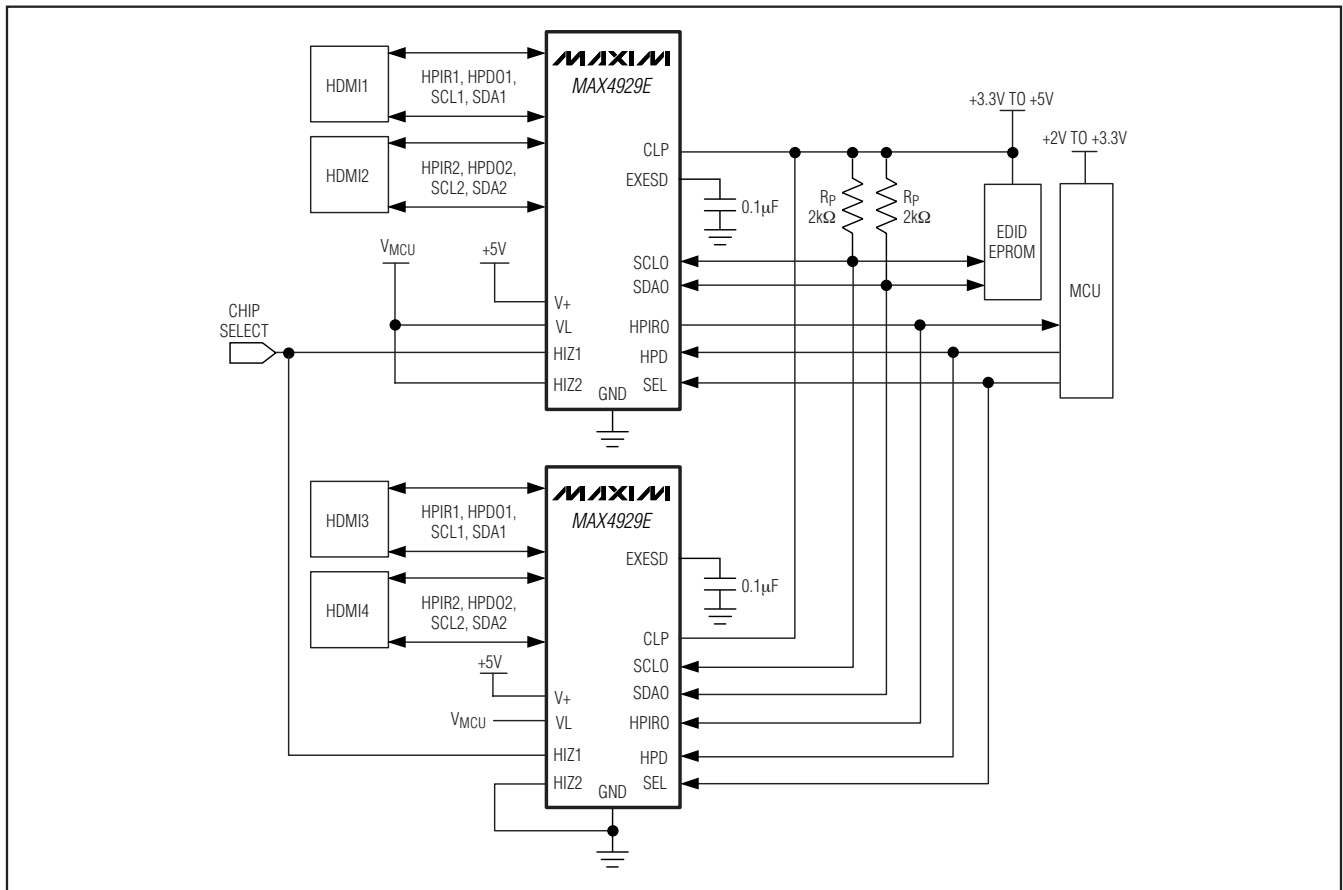 MAXIM
MAX4929E
HDMI1
HPIR1, HPDO1,
SCL1, SDA1
HDMI2
HPIR2, HPDO2,
SCL2, SDA2
CLP
EXESD
0.1µF
+3.3V TO +5V
+2V TO +3.3V
RP
2kΩ
RP
2kΩ
EDID
EPROM
MCU
VMCU
+5V
SCLO
SDAO
V+
VL
HPIRO
CHIP
SELECT
HIZ1
HPD
HIZ2
SEL
GND
MAXIM
MAX4929E
HDMI3
HPIR1, HPDO1,
SCL1, SDA1
EXESD
0.1µF
HDMI4
HPIR2, HPDO2,
SCL2, SDA2
CLP
+5V
SCLO
V+
SDAO
VMCU
VL
HPIRO
HIZ1
HPD
HIZ2
SEL
GND